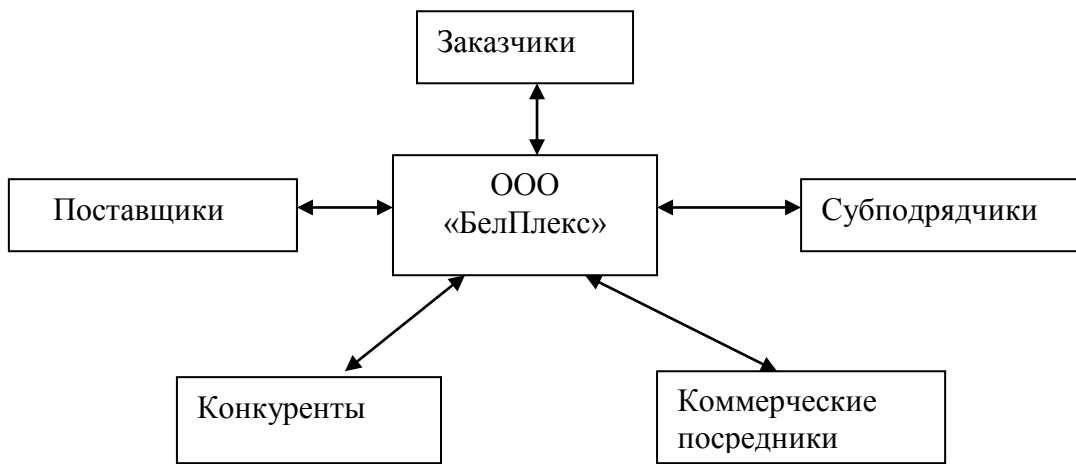 Заказчики
ООО
«БелПлекс»
Поставщики
Субподрядчики
Конкуренты
Коммерческие
посредники